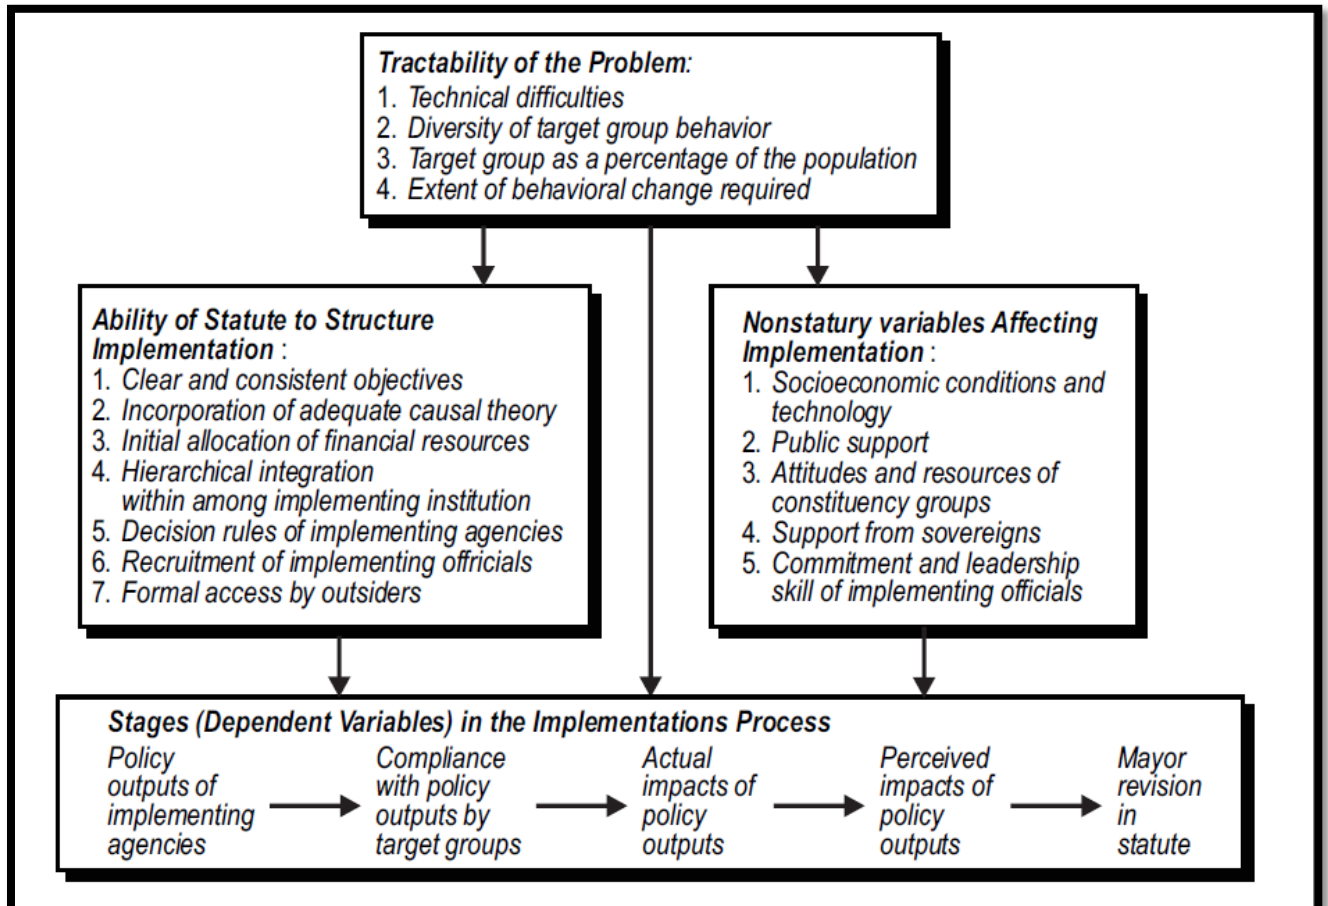 Tractability of the Problem:
1. Technical difficulties
2. Diversity of target group behavior
3. Target group as a percentage of the population
4. Extent of behavioral change required
Ability of Statute to Structure
Implementation :
1. Clear and consistent objectives
2. Incorporation of adequate causal theory
3. Initial allocation of financial resources
4. Hierarchical integration
within among implementing institution
5. Decision rules of implementing agencies
6. Recruitment of implementing offricials
7. Formal access by outsiders
Nonstatury variables Affecting
Implementation :
1. Socioeconomic conditions and
technology
2. Public support
3. Attitudes and resources of
constituency groups
4. Support from sovereigns
5. Commitment and leadership
skill of implementing officials
Stages (Dependent Variables) in the Implementations Process
Policy
outputs of
implementing
agencies
Compliance
with policy
outputs by
target groups
Actual
impacts of
policy
outputs
Perceived
impacts of
policy
outputs
Mayor
revision
in
statute